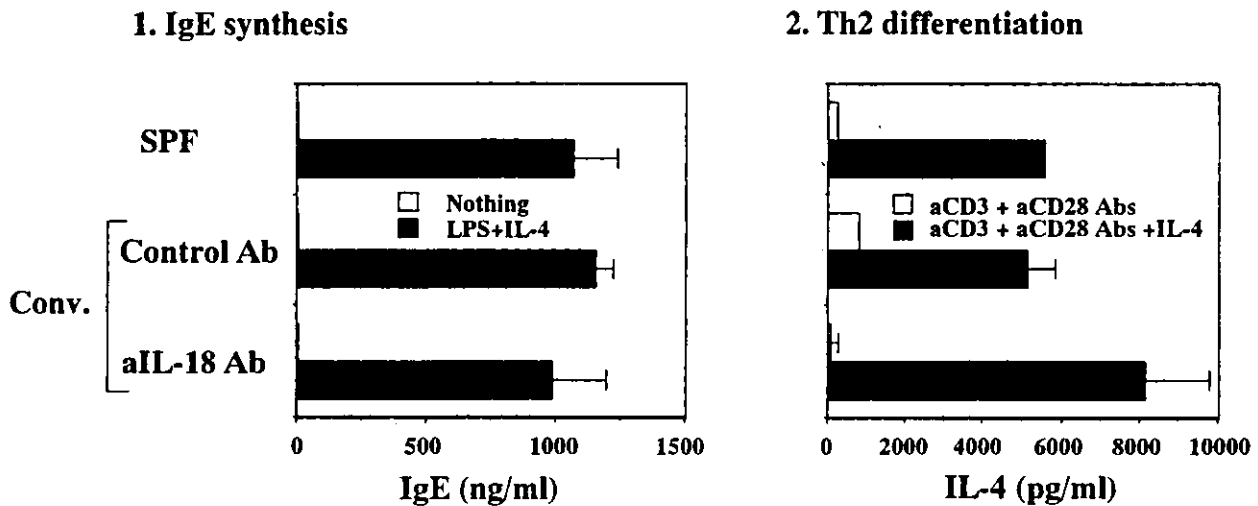 1. IgE synthesis
2. Th2 differentiation
SPF
Nothing
LPS+IL-4
aCD3 + aCD28 Abs
aCD3 + aCD28 Abs +IL-4
Control Ab
Conv.
aIL-18 Ab
0 500 1000 1500
0 2000 4000 6000 8000 10000
IgE (ng/ml)
IL-4 (pg/ml)